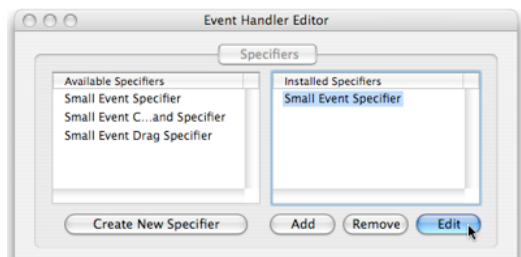 Event Handler Editor
Specifiers
Available Specifiers
Small Event Specifier
Small Event C...and Specifier
Small Event Drag Specifier
Installed Specifiers
Small Event Specifier
Create New Specifier
Add
Remove
Edit